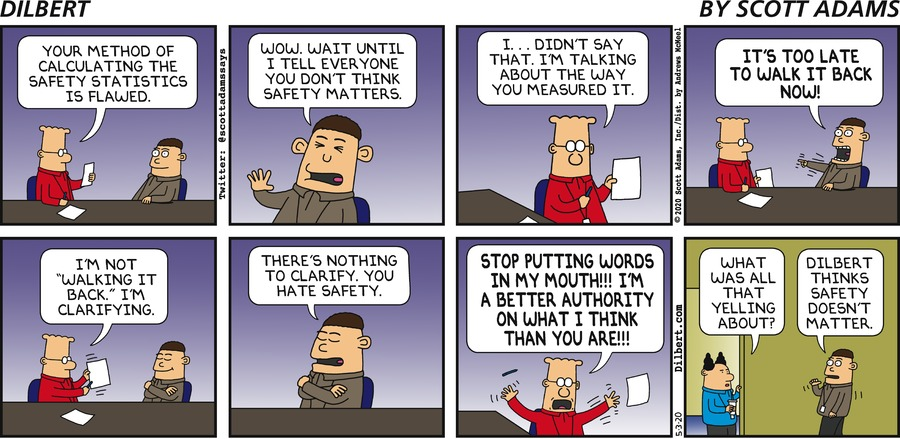 DILBERT
BY SCOTT ADAMS
YOUR METHOD OF
CALCULATING THE
SAFETY STATISTICS
IS FLAWED.
Twitter: @scottadamssays
WOW. WAIT UNTIL
I TELL EVERYONE
YOU DON'T THINK
SAFETY MATTERS.
I... DIDN'T SAY
THAT. I'M TALKING
ABOUT THE WAY
YOU MEASURED IT.
©2020 Scott Adams, Inc./Dist. by Andrews McMeel
IT'S TOO LATE
TO WALK IT BACK
NOW!
I'M NOT
"WALKING IT
BACK." I'M
CLARIFYING.
THERE'S NOTHING
TO CLARIFY. YOU
HATE SAFETY.
STOP PUTTING WORDS
IN MY MOUTH!!! I'M
A BETTER AUTHORITY
ON WHAT I THINK
THAN YOU ARE!!!
5-3-20 Dilbert.com
WHAT
WAS ALL
THAT
YELLING
ABOUT?
DILBERT
THINKS
SAFETY
DOESN'T
MATTER.